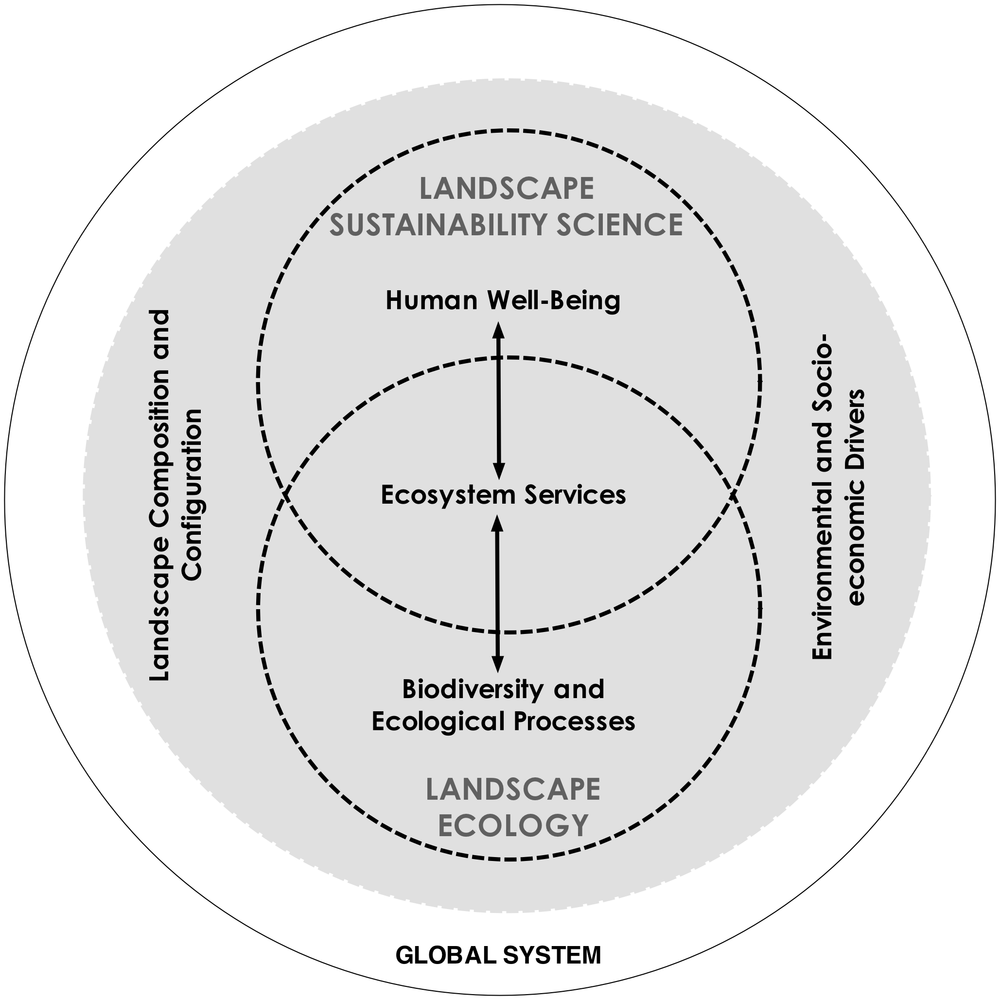 LANDSCAPE
SUSTAINABILITY SCIENCE
Human Well-Being
Landscape Composition and
Configuration
Ecosystem Services
Environmental and Socio-
economic Drivers
Biodiversity and
Ecological Processes
LANDSCAPE
ECOLOGY
GLOBAL SYSTEM